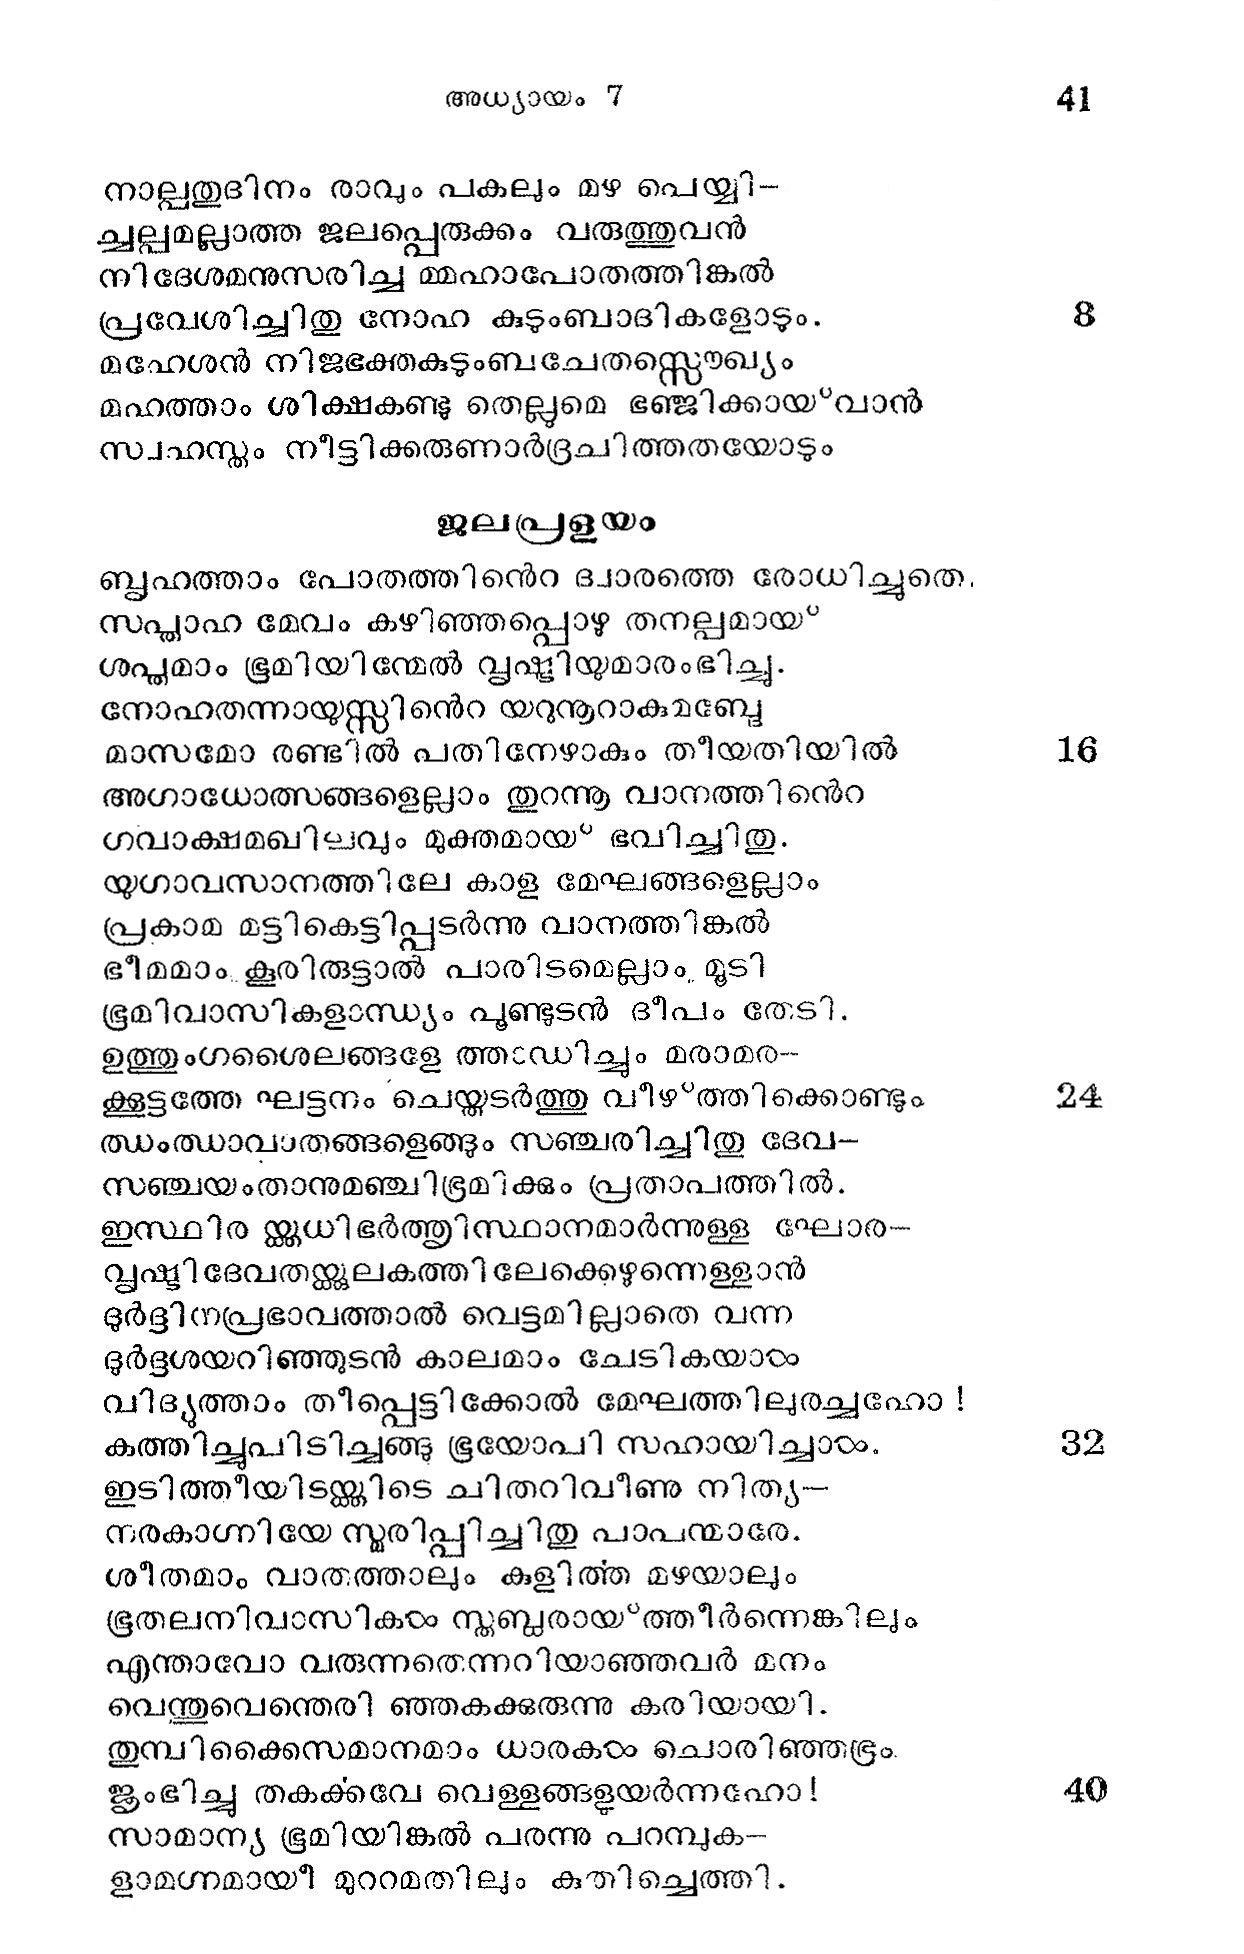 അധ്യായം 7 41
നാല്പതുദിനം രാവും പകലും മഴ പെയ്യി–
ച്ചല്പമല്ലാത്ത ജലപ്പെരുക്കം വരുത്തുവൻ
നിദേശമനുസരിച്ച മ്മഹാപോതത്തിങ്കൽ
പ്രവേശിച്ചിതു നോഹ കുടുംബാദികളോടും. 8
മഹേശൻ നിജഭക്തകുടുംബചേതസ്സൌഖ്യം
മഹത്താം ശിക്ഷകണ്ടു തെല്ലുമെ ഭഞ്ജിക്കായ്‌വാൻ
സ്വഹസ്തം നീട്ടിക്കരുണാർദ്രചിത്തതയോടും
ജലപ്രളയം
ബൃഹത്താം പോതത്തിൻെറ ദ്വാരത്തെ രോധിച്ചുതെ.
സപ്താഹ മേവം കഴിഞ്ഞപ്പൊഴു തനല്പമായ്
ശപ്തമാം ഭൂമിയിന്മേൽ വൃഷ്ടിയുമാരംഭിച്ചു.
നോഹതന്നായുസ്സിൻെറ യറുനൂറാകുമബ്ദേ
മാസമോ രണ്ടിൽ പതിനേഴാകും തീയതിയിൽ 16
അഗാധോത്സങ്ങളെല്ലാം തുറന്നൂ വാനത്തിൻെറ
ഗവാക്ഷമഖിലവും മുക്തമായ് ഭവിച്ചിതു.
യുഗാവസാനത്തിലേ കാള മേഘങ്ങളെല്ലാം
പ്രകാമ മട്ടികെട്ടിപ്പടർന്നു വാനത്തിങ്കൽ
ഭീമമാം കൂരിരുട്ടാൽ പാരിടമെല്ലാം മൂടി
ഭൂമിവാസികളാന്ധ്യം പൂണ്ടുടൻ ദീപം തേടി.
ഉത്തുംഗശൈലങ്ങളേ ത്താഡിച്ചും മരാമര–
ക്കൂട്ടത്തേ ഘട്ടനം ചെയ്തടർത്തു വീഴ്ത്തിക്കൊണ്ടും 24
ഝംഝാവാതങ്ങളെങ്ങും സഞ്ചരിച്ചിതു ദേവ–
സഞ്ചയംതാനുമഞ്ചിഭൂമിക്കും പ്രതാപത്തിൽ.
ഇസ്ഥിര യ്ക്കധിഭർത്തൃസ്ഥാനമാർന്നുള്ള ഘോര–
വൃഷ്ടിദേവതയ്ക്കുലകത്തിലേക്കെഴുന്നെള്ളാൻ
ദുർദ്ദിനപ്രഭാവത്താൽ വെട്ടമില്ലാതെ വന്ന
ദുർദ്ദശയറിഞ്ഞുടൻ കാലമാം ചേടികയാൾ
വിദ്യുത്താം തീപ്പെട്ടിക്കോൽ മേഘത്തിലുരച്ചഹോ!
കത്തിച്ചുപിടിച്ചങ്ങു ഭൂയോപി സഹായിച്ചാൾ. 32
ഇടിത്തീയിടയ്ക്കിടെ ചിതറിവീണു നിത്യ–
നരകാഗ്നിയേ സ്മരിപ്പിച്ചിതു പാപന്മാരേ.
ശീതമാം വാതത്താലും കുളിർത്ത മഴയാലും
ഭൂതലനിവാസികൾ സ്തബ്ധരായ്ത്തീർന്നെങ്കിലും
എന്താവോ വരുന്നതെന്നറിയാഞ്ഞവർ മനം
വെന്തുവെന്തെരി ഞ്ഞകക്കുരുന്നു കരിയായി.
തുമ്പിക്കൈസമാനമാം ധാരകൾ ചൊരിഞ്ഞഭ്രം
ജൃംഭിച്ചു തകർക്കവേ വെള്ളങ്ങളുയർന്നഹോ! 40
സാമാന്യ ഭൂമിയിങ്കൽ പരന്നു പറമ്പുക–
ളാമഗ്നമായീ മുററമതിലും കുതിച്ചെത്തി.